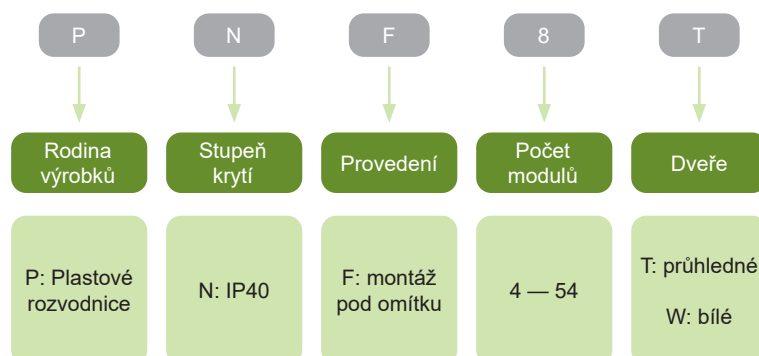 P
N
F
8
T
Rodina
výrobků
Stupeň
krytí
Provedení
Počet
modulů
Dveře
P: Plastové
rozvodnice
N: IP40
F: montáž
pod omítku
4 — 54
T: průhledné
W: bílé